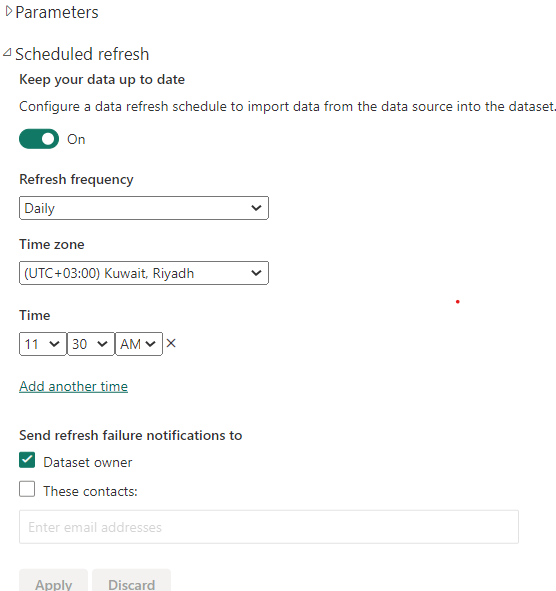 Parameters
Scheduled refresh
Keep your data up to date
Configure a data refresh schedule to import data from the data source into the dataset.
On
Refresh frequency
Daily
Time zone
(UTC+03:00) Kuwait, Riyadh
Time
11 30 AM ×
Add another time
Send refresh failure notifications to
Dataset owner
These contacts:
Enter email addresses
Apply Discard